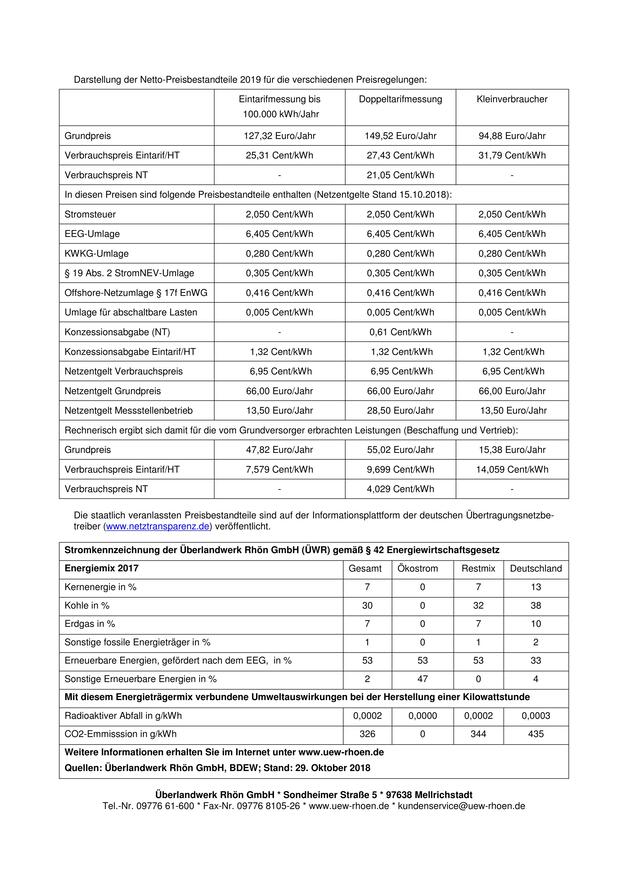 Darstellung der Netto-Preisbestandteile 2019 für die verschiedenen Preisregelungen:
Eintarifmessung bis 100.000 kWh/Jahr Doppeltarifmessung Kleinverbraucher
Grundpreis 127,32 Euro/Jahr 149,52 Euro/Jahr 94,88 Euro/Jahr
Verbrauchspreis Eintarif/HT 25,31 Cent/kWh 27,43 Cent/kWh 31,79 Cent/kWh
Verbrauchspreis NT - 21,05 Cent/kWh -
In diesen Preisen sind folgende Preisbestandteile enthalten (Netzentgelte Stand 15.10.2018):
Stromsteuer 2,050 Cent/kWh 2,050 Cent/kWh 2,050 Cent/kWh
EEG-Umlage 6,405 Cent/kWh 6,405 Cent/kWh 6,405 Cent/kWh
KWKG-Umlage 0,280 Cent/kWh 0,280 Cent/kWh 0,280 Cent/kWh
§ 19 Abs. 2 StromNEV-Umlage 0,305 Cent/kWh 0,305 Cent/kWh 0,305 Cent/kWh
Offshore-Netzumlage § 17f EnWG 0,416 Cent/kWh 0,416 Cent/kWh 0,416 Cent/kWh
Umlage für abschaltbare Lasten 0,005 Cent/kWh 0,005 Cent/kWh 0,005 Cent/kWh
Konzessionsabgabe (NT) - 0,61 Cent/kWh -
Konzessionsabgabe Eintarif/HT 1,32 Cent/kWh 1,32 Cent/kWh 1,32 Cent/kWh
Netzentgelt Verbrauchspreis 6,95 Cent/kWh 6,95 Cent/kWh 6,95 Cent/kWh
Netzentgelt Grundpreis 66,00 Euro/Jahr 66,00 Euro/Jahr 66,00 Euro/Jahr
Netzentgelt Messstellenbetrieb 13,50 Euro/Jahr 28,50 Euro/Jahr 13,50 Euro/Jahr
Rechnerisch ergibt sich damit für die vom Grundversorger erbrachten Leistungen (Beschaffung und Vertrieb):
Grundpreis 47,82 Euro/Jahr 55,02 Euro/Jahr 15,38 Euro/Jahr
Verbrauchspreis Eintarif/HT 7,579 Cent/kWh 9,699 Cent/kWh 14,059 Cent/kWh
Verbrauchspreis NT - 4,029 Cent/kWh -
Die staatlich veranlassten Preisbestandteile sind auf der Informationsplattform der deutschen Übertragungsnetzbe-
treiber (www.netztransparenz.de) veröffentlicht.
Stromkennzeichnung der Überlandwerk Rhön GmbH (ÜWR) gemäß § 42 Energiewirtschaftsgesetz
Energiemix 2017 Gesamt Ökostrom Restmix Deutschland
Kernenergie in % 7 0 7 13
Kohle in % 30 0 32 38
Erdgas in % 7 0 7 10
Sonstige fossile Energieträger in % 1 0 1 2
Erneuerbare Energien, gefördert nach dem EEG, in % 53 53 53 33
Sonstige Erneuerbare Energien in % 2 47 0 4
Mit diesem Energieträgermix verbundene Umweltauswirkungen bei der Herstellung einer Kilowattstunde
Radioaktiver Abfall in g/kWh 0,0002 0,0000 0,0002 0,0003
CO2-Emmisssion in g/kWh 326 0 344 435
Weitere Informationen erhalten Sie im Internet unter www.uew-rhoen.de
Quellen: Überlandwerk Rhön GmbH, BDEW; Stand: 29. Oktober 2018
Überlandwerk Rhön GmbH * Sondheimer Straße 5 * 97638 Mellrichstadt
Tel.-Nr. 09776 61-600 * Fax-Nr. 09776 8105-26 * www.uew-rhoen.de * kundenservice@uew-rhoen.de